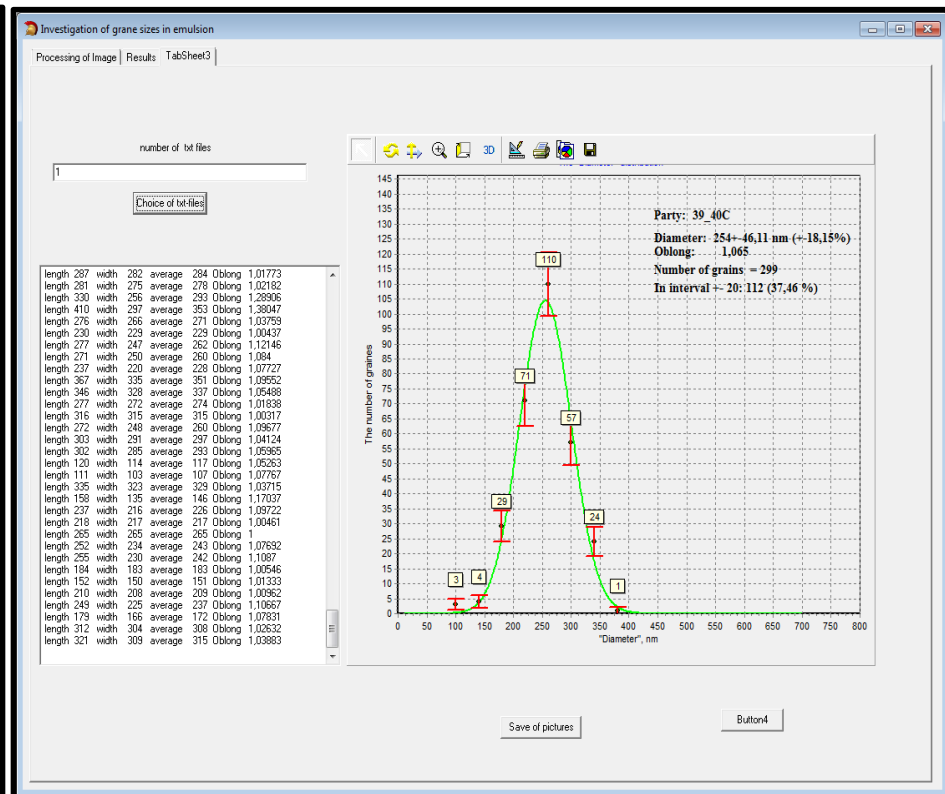 Investigation of grane sizes in emulsion
Processing of Image Results TabSheet3
number of txt files
1
Choice of txt-files
length 287 width 282 average 284 Oblong 1,01773
length 281 width 275 average 278 Oblong 1,02182
length 330 width 256 average 293 Oblong 1,28906
length 410 width 297 average 353 Oblong 1,38047
length 276 width 266 average 271 Oblong 1,03759
length 230 width 229 average 229 Oblong 1,00437
length 277 width 247 average 262 Oblong 1,12146
length 271 width 250 average 260 Oblong 1,084
length 237 width 220 average 228 Oblong 1,07727
length 367 width 335 average 351 Oblong 1,09552
length 346 width 328 average 337 Oblong 1,05488
length 277 width 272 average 274 Oblong 1,01838
length 316 width 315 average 315 Oblong 1,00317
length 272 width 248 average 260 Oblong 1,09677
length 303 width 291 average 297 Oblong 1,04124
length 302 width 285 average 293 Oblong 1,05965
length 120 width 114 average 117 Oblong 1,05263
length 111 width 103 average 107 Oblong 1,07767
length 335 width 323 average 329 Oblong 1,03715
length 158 width 135 average 146 Oblong 1,17037
length 237 width 216 average 226 Oblong 1,09722
length 218 width 217 average 217 Oblong 1,00461
length 265 width 265 average 265 Oblong 1
length 252 width 234 average 243 Oblong 1,07692
length 255 width 230 average 242 Oblong 1,1087
length 184 width 183 average 183 Oblong 1,00546
length 152 width 150 average 151 Oblong 1,01333
length 210 width 208 average 209 Oblong 1,00962
length 249 width 225 average 237 Oblong 1,10667
length 179 width 166 average 172 Oblong 1,07831
length 312 width 304 average 308 Oblong 1,02632
length 321 width 309 average 315 Oblong 1,03883
3D
Party: 39_40C
Diameter: 254+-46,11 nm (+-18,15%)
Oblong: 1,065
Number of grains = 299
In interval +- 20: 112 (37,46 %)
The number of graines
145
140
135
130
125
120
115
110
105
100
95
90
85
80
75
70
65
60
55
50
45
40
35
30
25
20
15
10
5
0
3
4
29
71
110
57
24
1
0 50 100 150 200 250 300 350 400 450 500 550 600 650 700 750 800
"Diameter", nm
Save of pictures
Button4